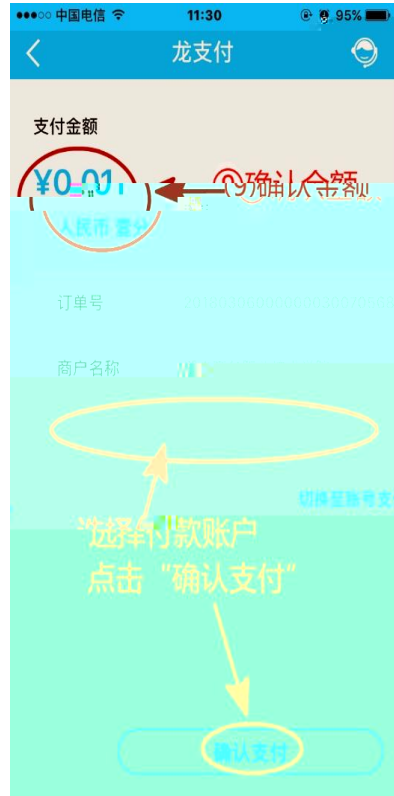 中国电信 11:30 95%
龙支付
支付金额
¥0.01
⑨确认金额
人民币 壹分
订单号
商户名称
切换至账号支
选择付款账户
点击“确认支付”
确认支付